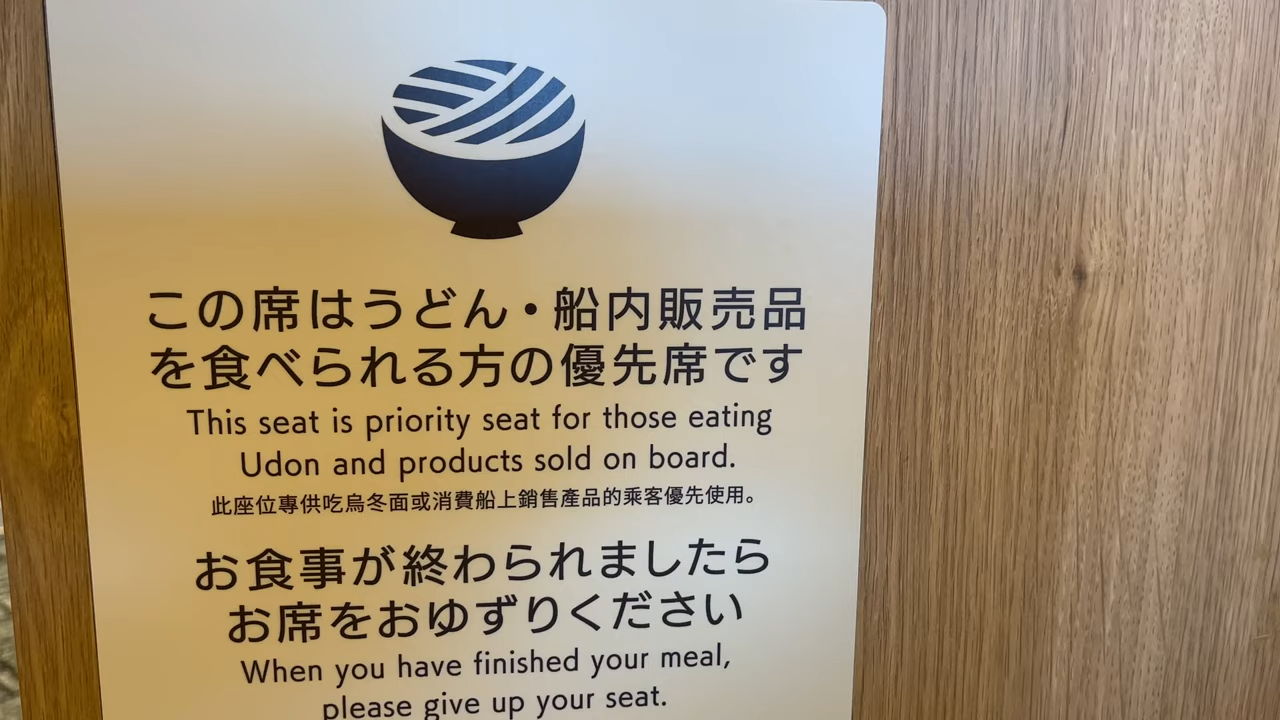 この席はうどん・船内販売品
を食べられる方の優先席です
This seat is priority seat for those eating
Udon and products sold on board.
此座位專供吃烏冬面或消費船上銷售產品的乘客優先使用。
お食事が終わられましたら
お席をおゆずりください
When you have finished your meal,
please give up your seat.